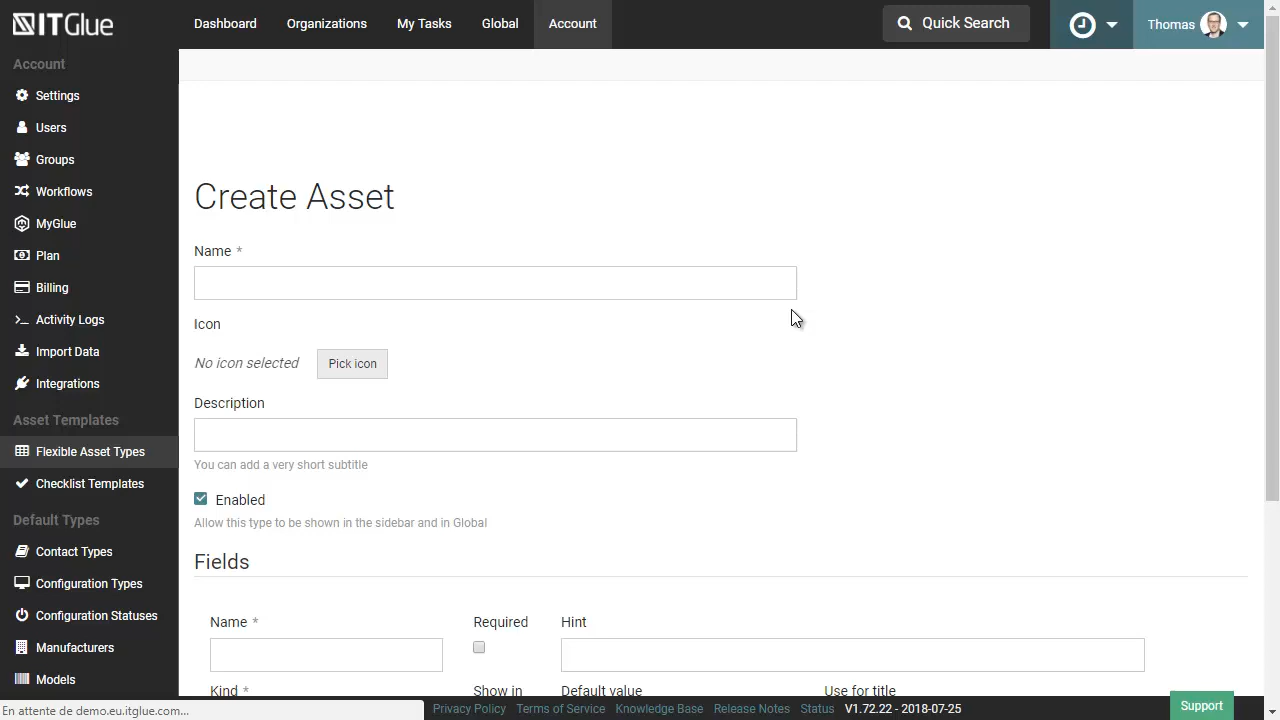 ITGlue
Dashboard
Organizations
My Tasks
Global
Account
Quick Search
Thomas
Account
Settings
Users
Groups
Workflows
MyGlue
Plan
Billing
Activity Logs
Import Data
Integrations
Asset Templates
Flexible Asset Types
Checklist Templates
Default Types
Contact Types
Configuration Types
Configuration Statuses
Manufacturers
Models
Create Asset
Name *
Icon
No icon selected
Pick icon
Description
You can add a very short subtitle
Enabled
Allow this type to be shown in the sidebar and in Global
Fields
Name *
Required
Hint
Kind *
Show in
Default value
Use for title
En attente de demo.eu.itglue.com...
Privacy Policy
Terms of Service
Knowledge Base
Release Notes
Status
V1.72.22 - 2018-07-25
Support